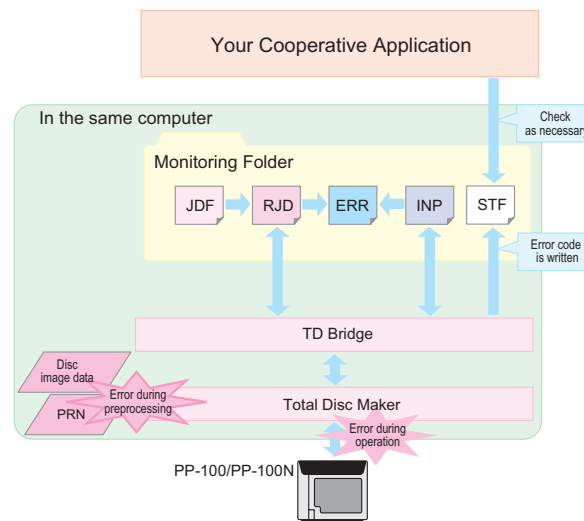 Your Cooperative Application
In the same computer
Check
as necessary
Monitoring Folder
JDF
RJD
ERR
INP
STF
Error code
is written
TD Bridge
Disc
image data
Error during
preprocessing
PRN
Total Disc Maker
Error during
operation
PP-100/PP-100N